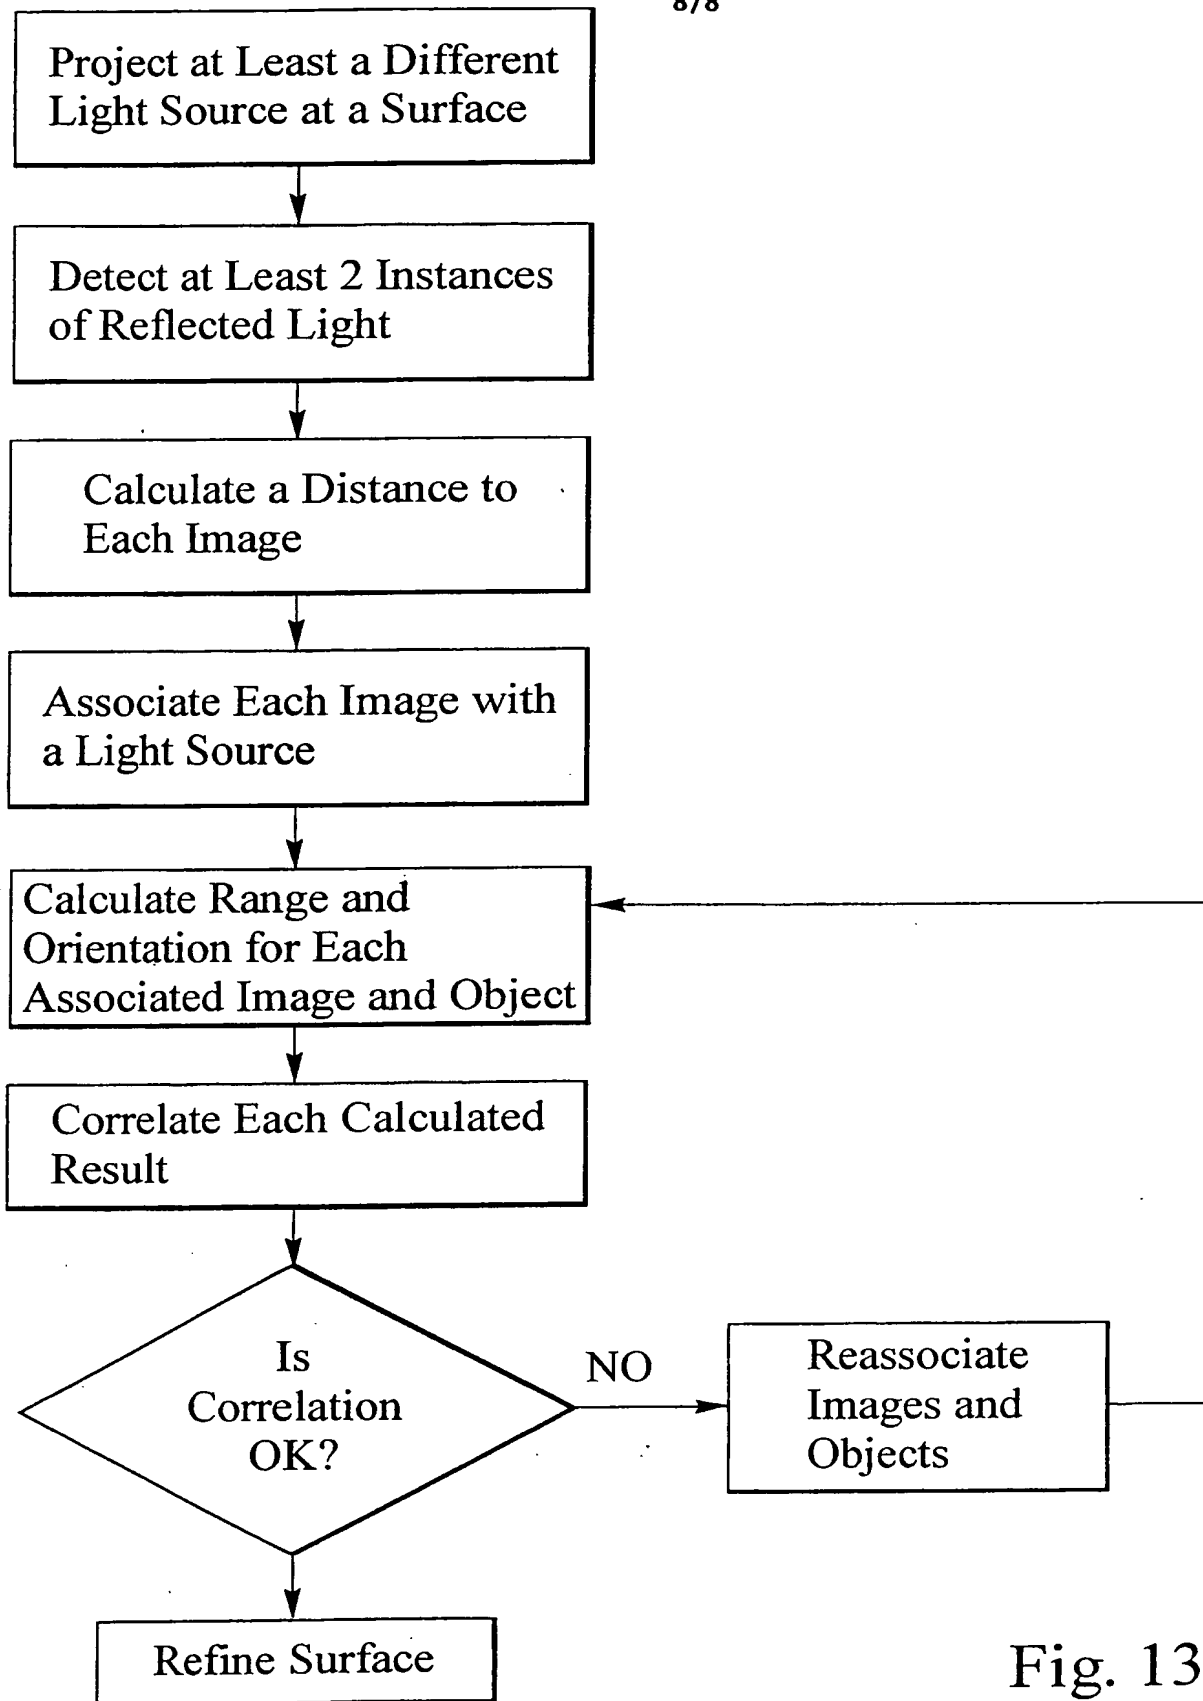 8/8
Project at Least a Different
Light Source at a Surface
Detect at Least 2 Instances
of Reflected Light
Calculate a Distance to
Each Image
Associate Each Image with
a Light Source
Calculate Range and
Orientation for Each
Associated Image and Object
Correlate Each Calculated
Result
Is
Correlation
OK?
NO
Reassociate
Images and
Objects
Refine Surface
Fig. 13